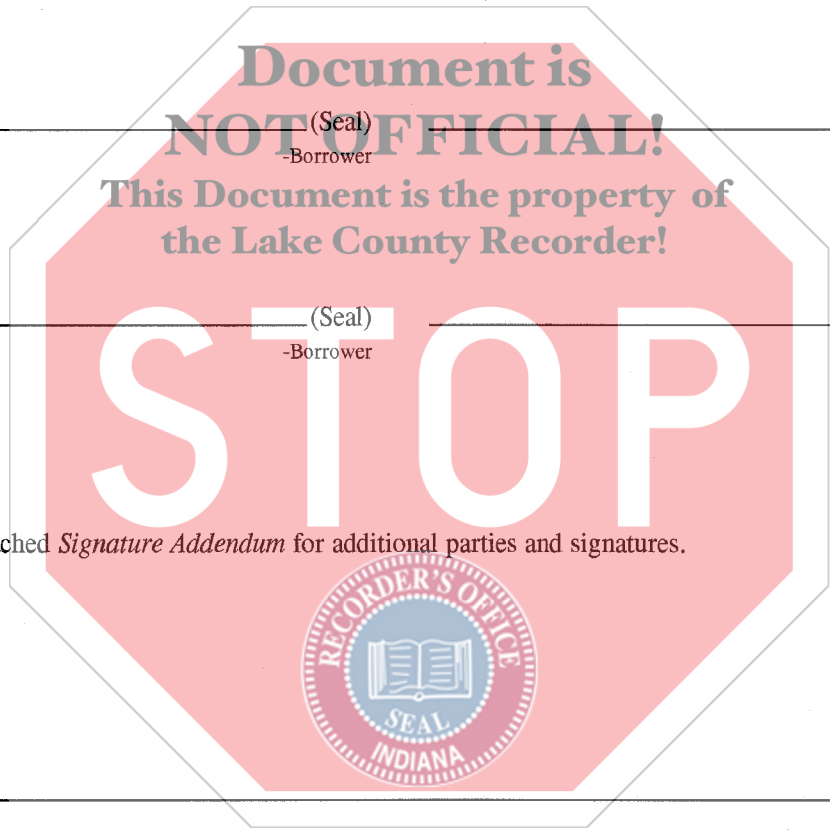 Document is
(Seal)
NOT OFFICIAL!
-Borrower
This Document is the property of
the Lake County Recorder!
(Seal)
-Borrower
STOP
ched Signature Addendum for additional parties and signatures.
RECORDER'S OFFICE
SEAL
INDIANA